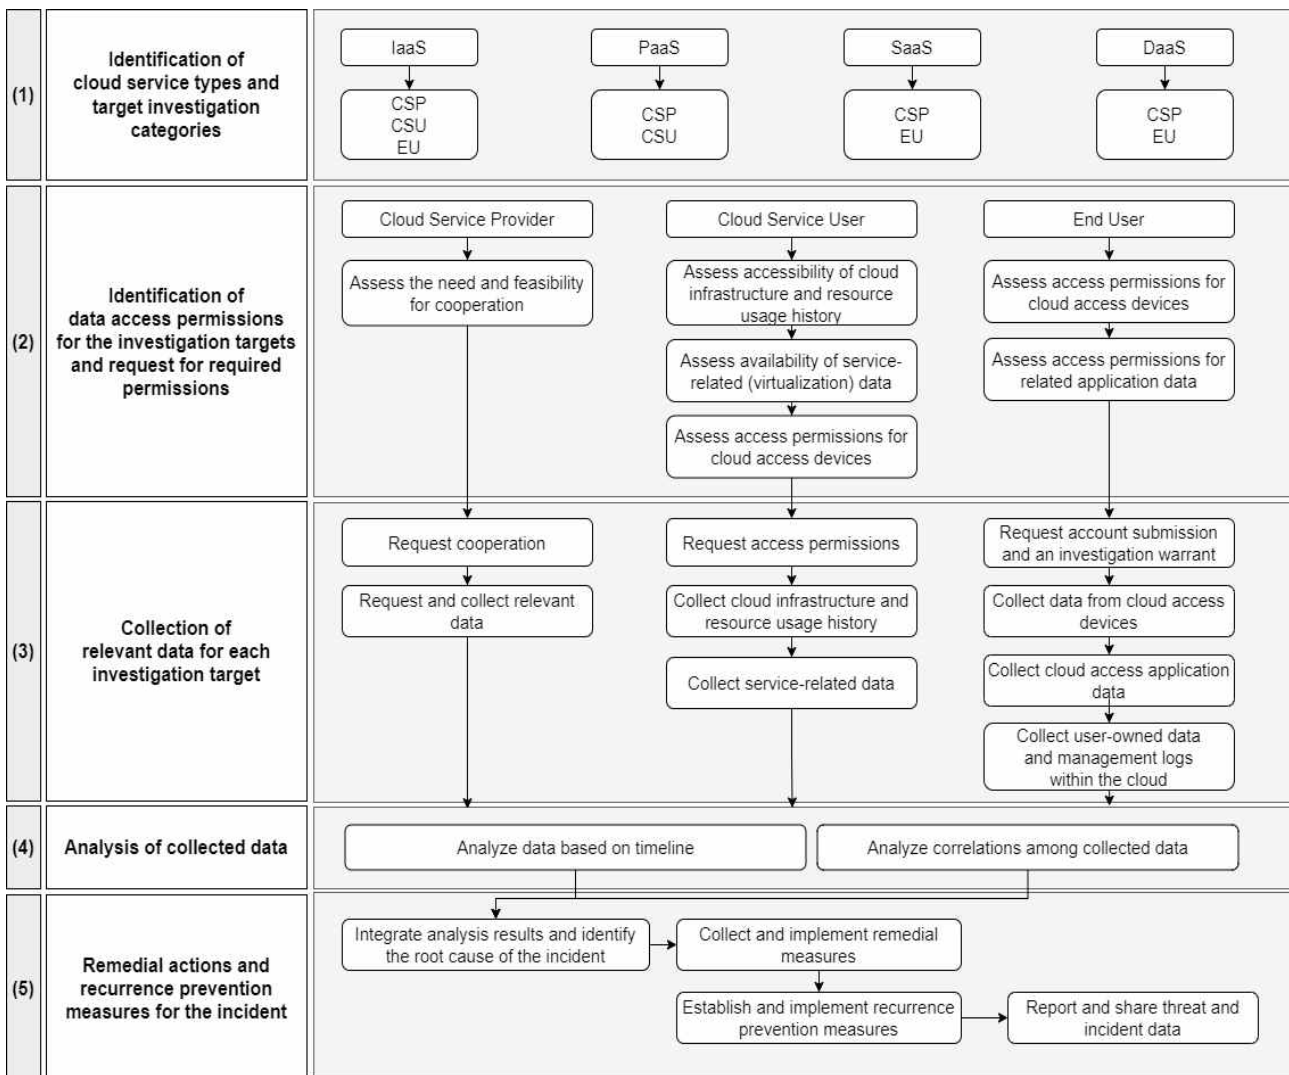 (1)
Identification of
cloud service types and
target investigation
categories
IaaS
PaaS
SaaS
DaaS
CSP
CSU
EU
CSP
CSU
CSP
EU
CSP
EU
(2)
Identification of
data access permissions
for the investigation targets
and request for required
permissions
Cloud Service Provider
Assess the need and feasibility
for cooperation
Cloud Service User
Assess accessibility of cloud
infrastructure and resource
usage history
Assess availability of service-
related (virtualization) data
Assess access permissions for
cloud access devices
End User
Assess access permissions for
cloud access devices
Assess access permissions for
related application data
(3)
Collection of
relevant data for each
investigation target
Request cooperation
Request and collect relevant
data
Request access permissions
Collect cloud infrastructure and
resource usage history
Collect service-related data
Request account submission
and an investigation warrant
Collect data from cloud access
devices
Collect cloud access application
data
Collect user-owned data
and management logs
within the cloud
(4)
Analysis of collected data
Analyze data based on timeline
Analyze correlations among collected data
(5)
Remedial actions and
recurrence prevention
measures for the incident
Integrate analysis results and identify
the root cause of the incident
Collect and implement remedial
measures
Establish and implement recurrence
prevention measures
Report and share threat and
incident data